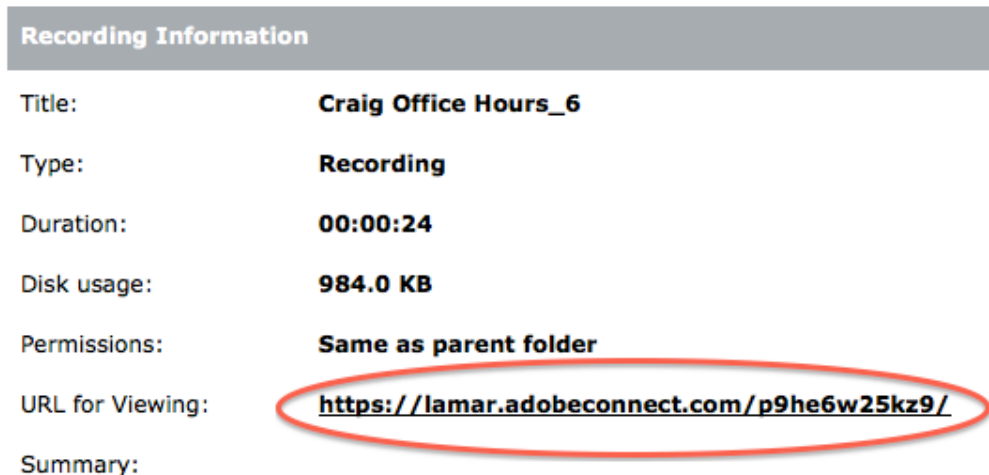 Recording Information
Title: Craig Office Hours_6
Type: Recording
Duration: 00:00:24
Disk usage: 984.0 KB
Permissions: Same as parent folder
URL for Viewing: https://lamar.adobeconnect.com/p9he6w25kz9/
Summary: